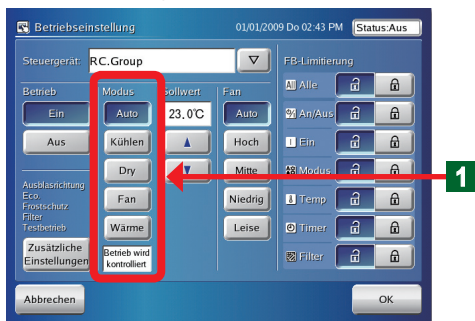 Betriebseinstellung 01/01/2009 Do 02:43 PM Status:Aus
Steuergerät: RC.Group FB-Limitierung
Betrieb Modus Sollwert Fan
Alle
Ein Auto 23.0°C Auto
An/Aus
Aus Kühlen Hoch
Ein
Dry Mitte
Modus
1
Ausblasrichtung
Eco.
Frostschutz
Filter
Testbetrieb
Fan Niedrig
Temp
Wärme Leise
Timer
Zusätzliche
Einstellungen
Betrieb wird
kontrolliert
Filter
Abbrechen OK